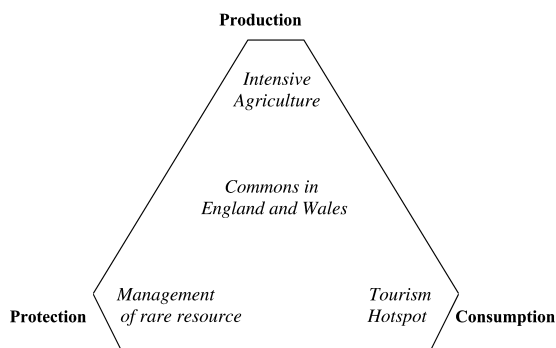 Production
Intensive
Agriculture
Commons in
England and Wales
Management
of rare resource
Tourism
Hotspot
Protection
Consumption